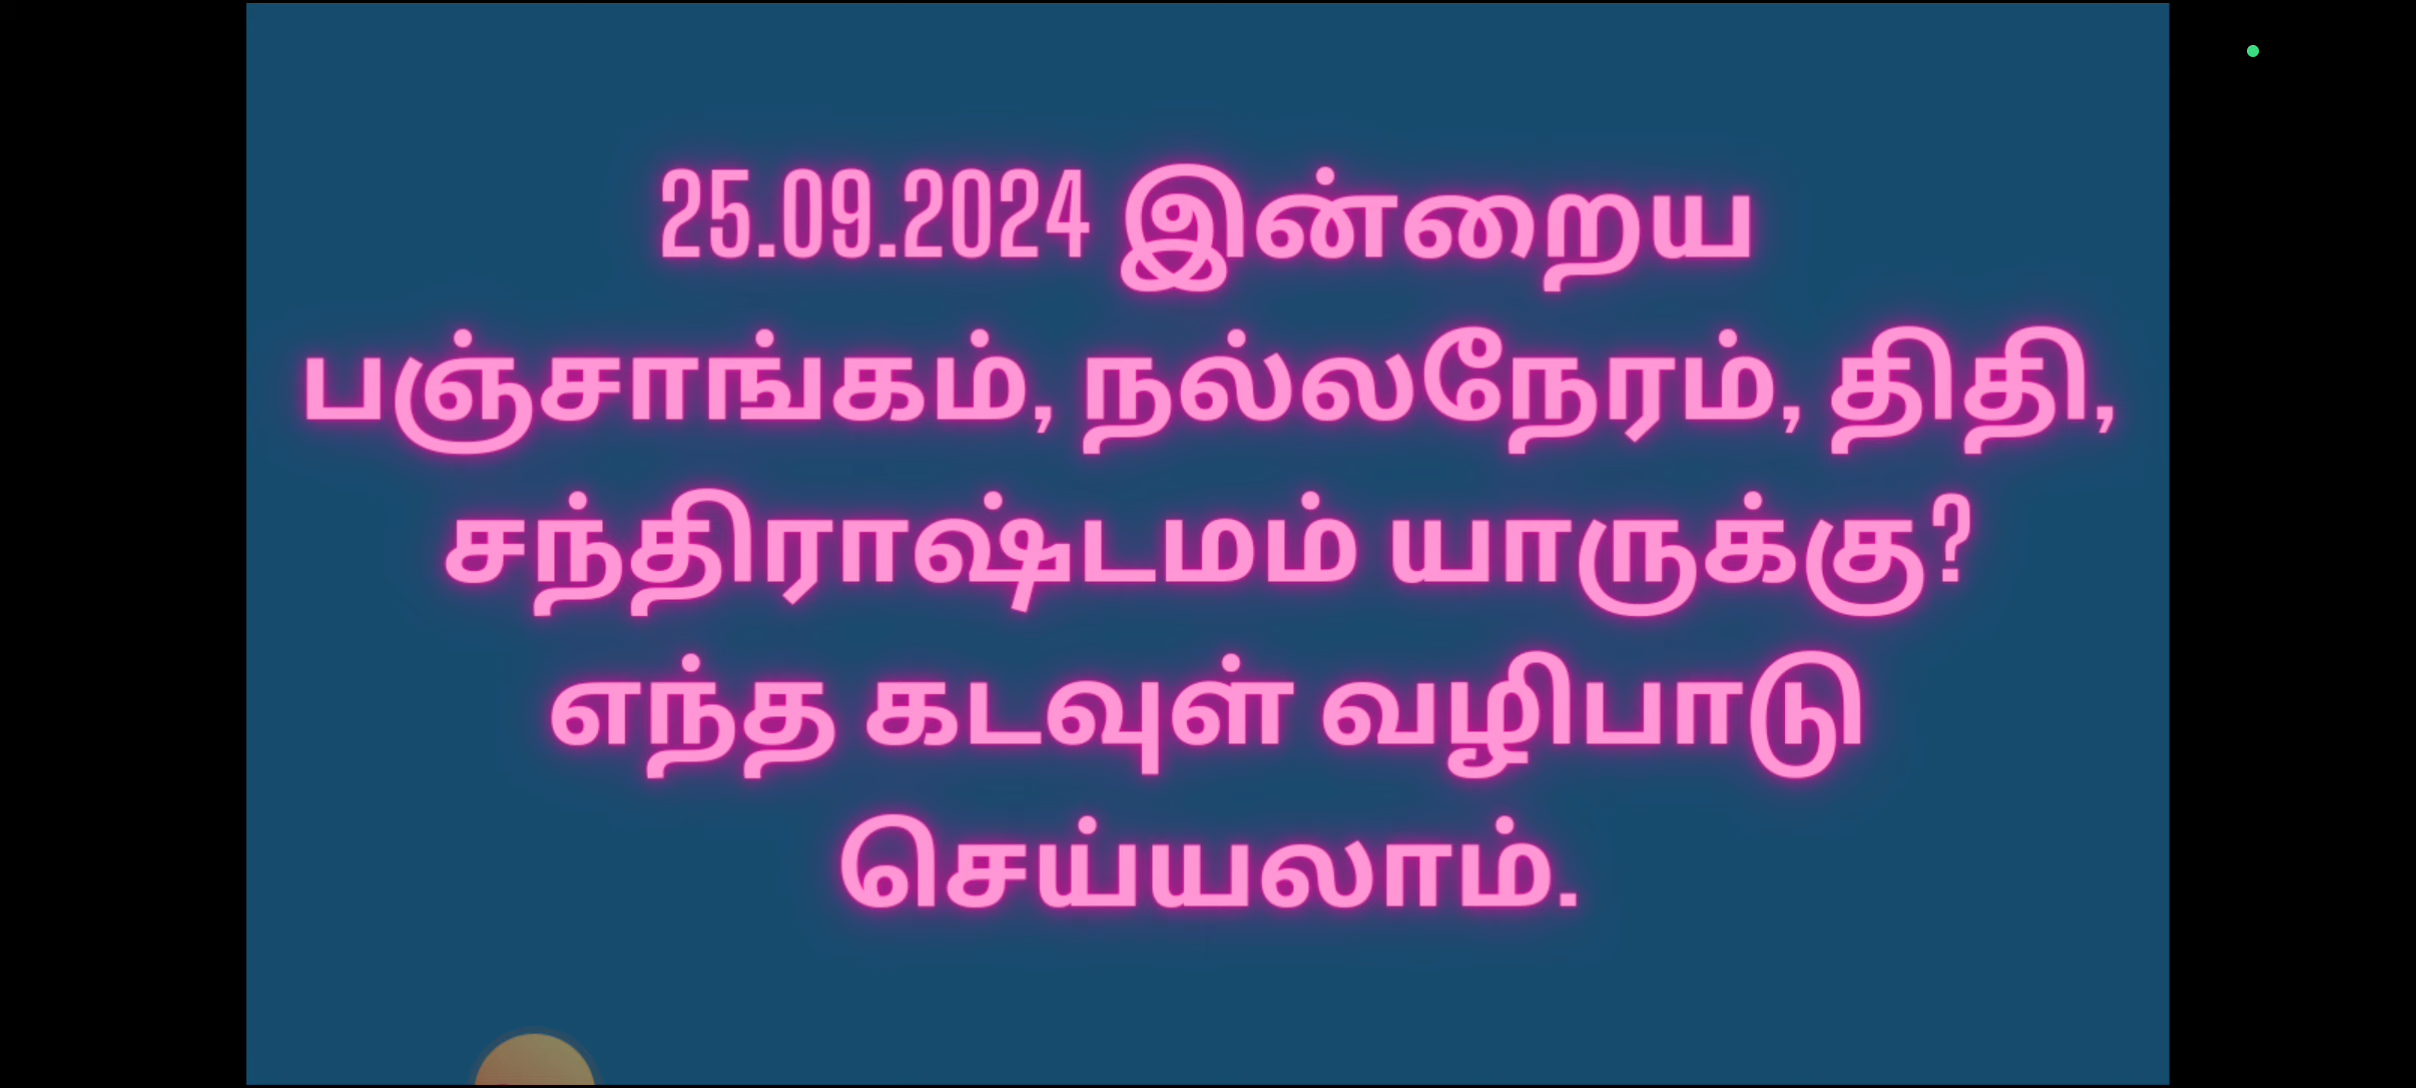 25.09.2024 இன்றைய
பஞ்சாங்கம், நல்லநேரம், திதி,
சந்திராஷ்டமம் யாருக்கு?
எந்த கடவுள் வழிபாடு
செய்யலாம்.